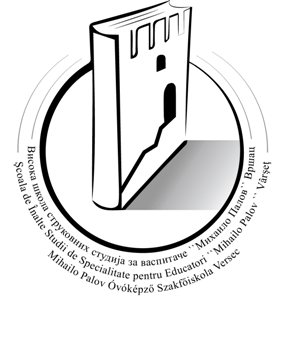 Висока школа струковних студија за васпитаче ``Михаило Палов`` Вршац
Şcoala de Înalte Studii de Specialitate pentru Educatori ``Mihailo Palov`` Vârşeţ
Mihailo Palov Óvóképző Szakfőiskola Versec